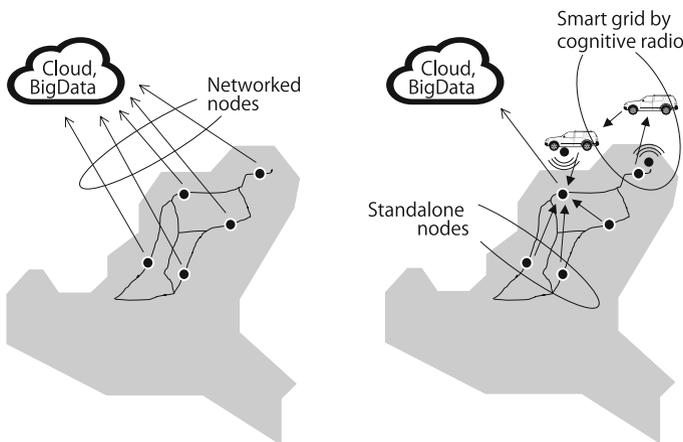 Cloud,
BigData
Networked
nodes
Smart grid by
cognitive radio
Cloud,
BigData
Standalone
nodes